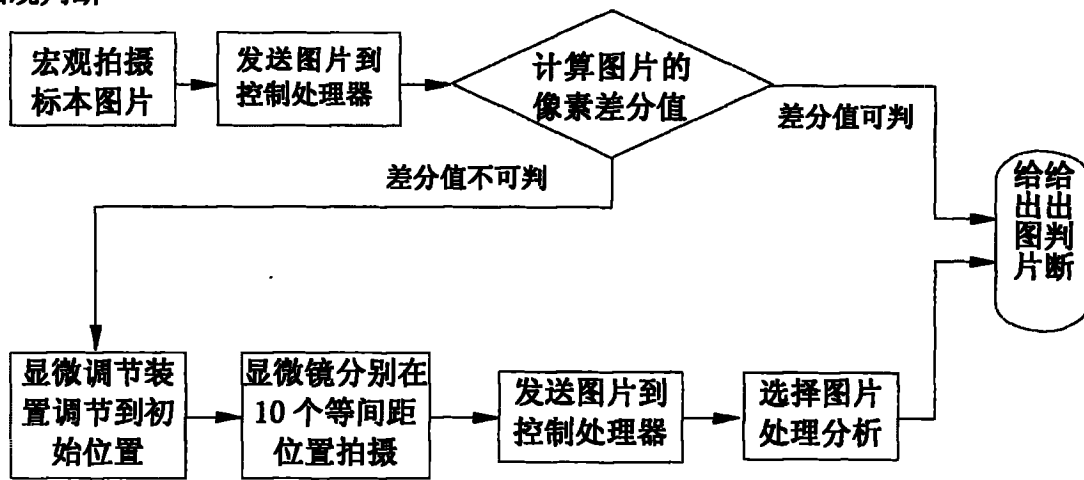 宏观拍摄
标本图片
发送图片到
控制处理器
计算图片的
像素差分值
差分值可判
差分值不可判
给出图片
给出判断
显微调节装
置调节到初
始位置
显微镜分别在
10 个等间距
位置拍摄
发送图片到
控制处理器
选择图片
处理分析